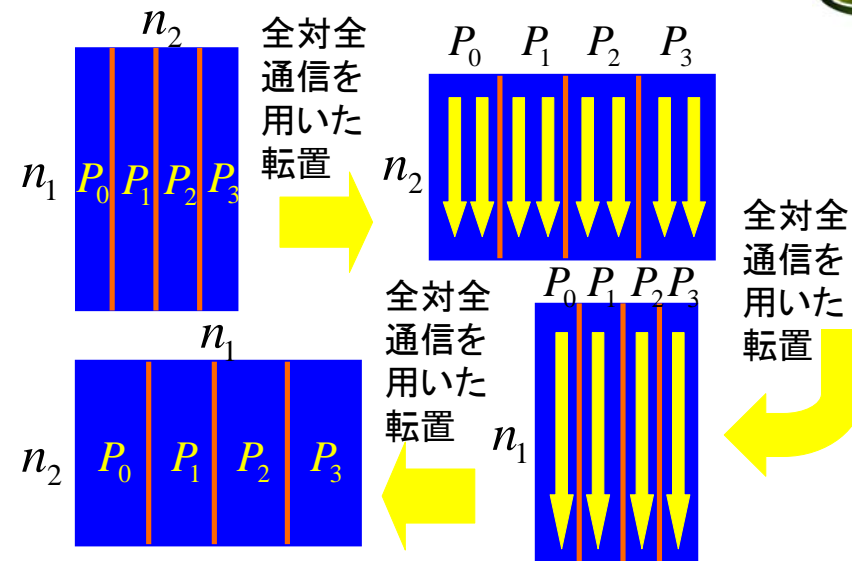 n₂
n₁
P₀ P₁ P₂ P₃
全対全
通信を
用いた
転置
P₀ P₁ P₂ P₃
n₂
全対全
通信を
用いた
転置
P₀ P₁ P₂ P₃
n₁
全対全
通信を
用いた
転置
n₁
n₂
P₀ P₁ P₂ P₃